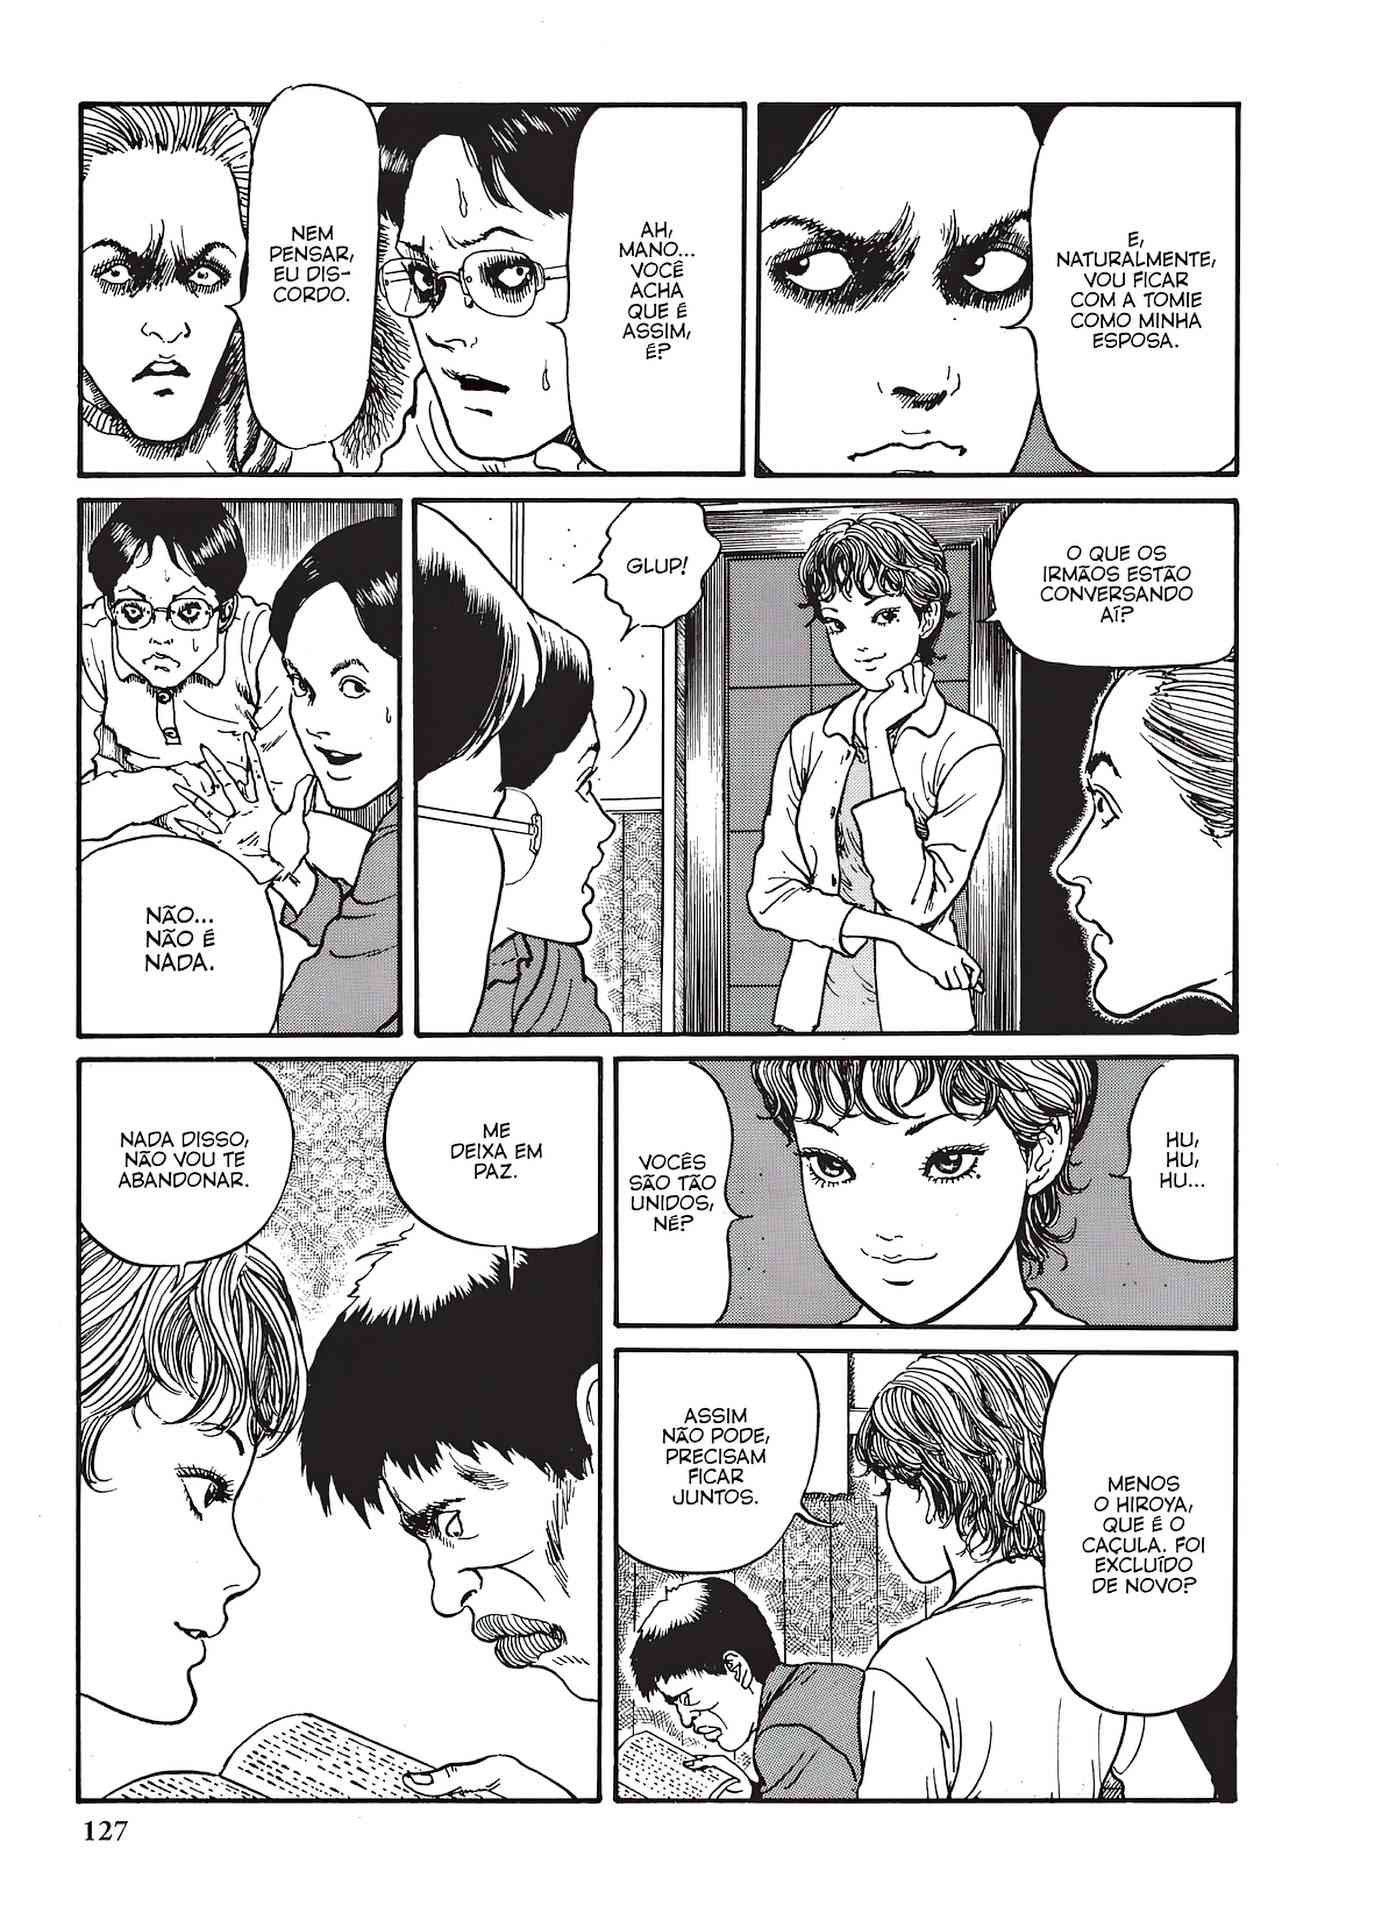 E,
NATURALMENTE,
VOU FICAR
COM A TOMIE
COMO MINHA
ESPOSA.
AH,
MANO...
VOCÊ
ACHA
QUE É
ASSIM,
É?
NEM
PENSAR,
EU DIS-
CORDO.
O QUE OS
IRMÃOS ESTÃO
CONVERSANDO
AÍ?
GLUP!
NÃO...
NÃO É
NADA.
HU,
HU,
HU...
VOCÊS
SÃO TÃO
UNIDOS,
NÉ?
MENOS
O HIROYA,
QUE É O
CAÇULA. FOI
EXCLUÍDO
DE NOVO?
ASSIM
NÃO PODE,
PRECISAM
FICAR
JUNTOS.
ME
DEIXA EM
PAZ.
NADA DISSO,
NÃO VOU TE
ABANDONAR.
127